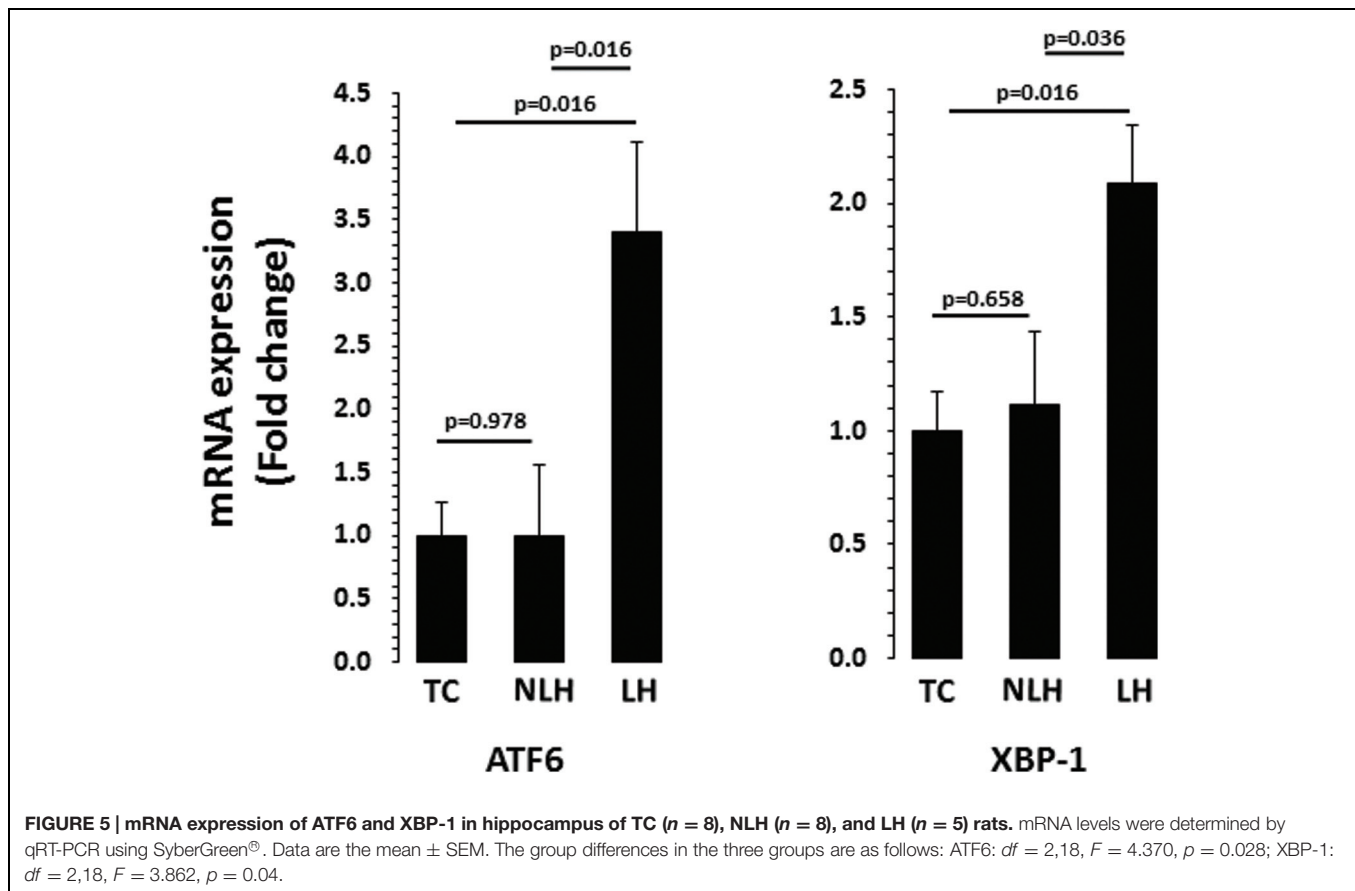 p=0.016
p=0.016
p=0.978
mRNA expression
(Fold change)
4.5
4.0
3.5
3.0
2.5
2.0
1.5
1.0
0.5
0.0
TC NLH LH
ATF6
p=0.036
p=0.016
p=0.658
2.5
2.0
1.5
1.0
0.5
0.0
TC NLH LH
XBP-1
FIGURE 5 | mRNA expression of ATF6 and XBP-1 in hippocampus of TC (n = 8), NLH (n = 8), and LH (n = 5) rats. mRNA levels were determined by
qRT-PCR using SyberGreen®. Data are the mean ± SEM. The group differences in the three groups are as follows: ATF6: df = 2,18, F = 4.370, p = 0.028; XBP-1:
df = 2,18, F = 3.862, p = 0.04.